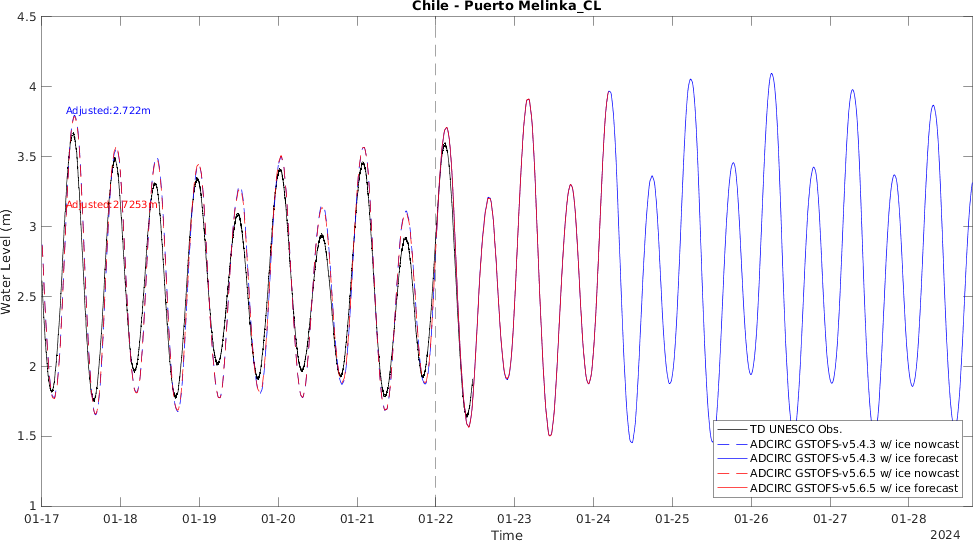 Chile - Puerto Melinka_CL
4.5
4
3.5
3
2.5
2
1.5
1
Water Level (m)
Adjusted:2.722m
Adjusted:2.7253m
TD UNESCO Obs.
ADCIRC GSTOFS-v5.4.3 w/ ice nowcast
ADCIRC GSTOFS-v5.4.3 w/ ice forecast
ADCIRC GSTOFS-v5.6.5 w/ ice nowcast
ADCIRC GSTOFS-v5.6.5 w/ ice forecast
01-17 01-18 01-19 01-20 01-21 01-22 01-23 01-24 01-25 01-26 01-27 01-28
Time
2024